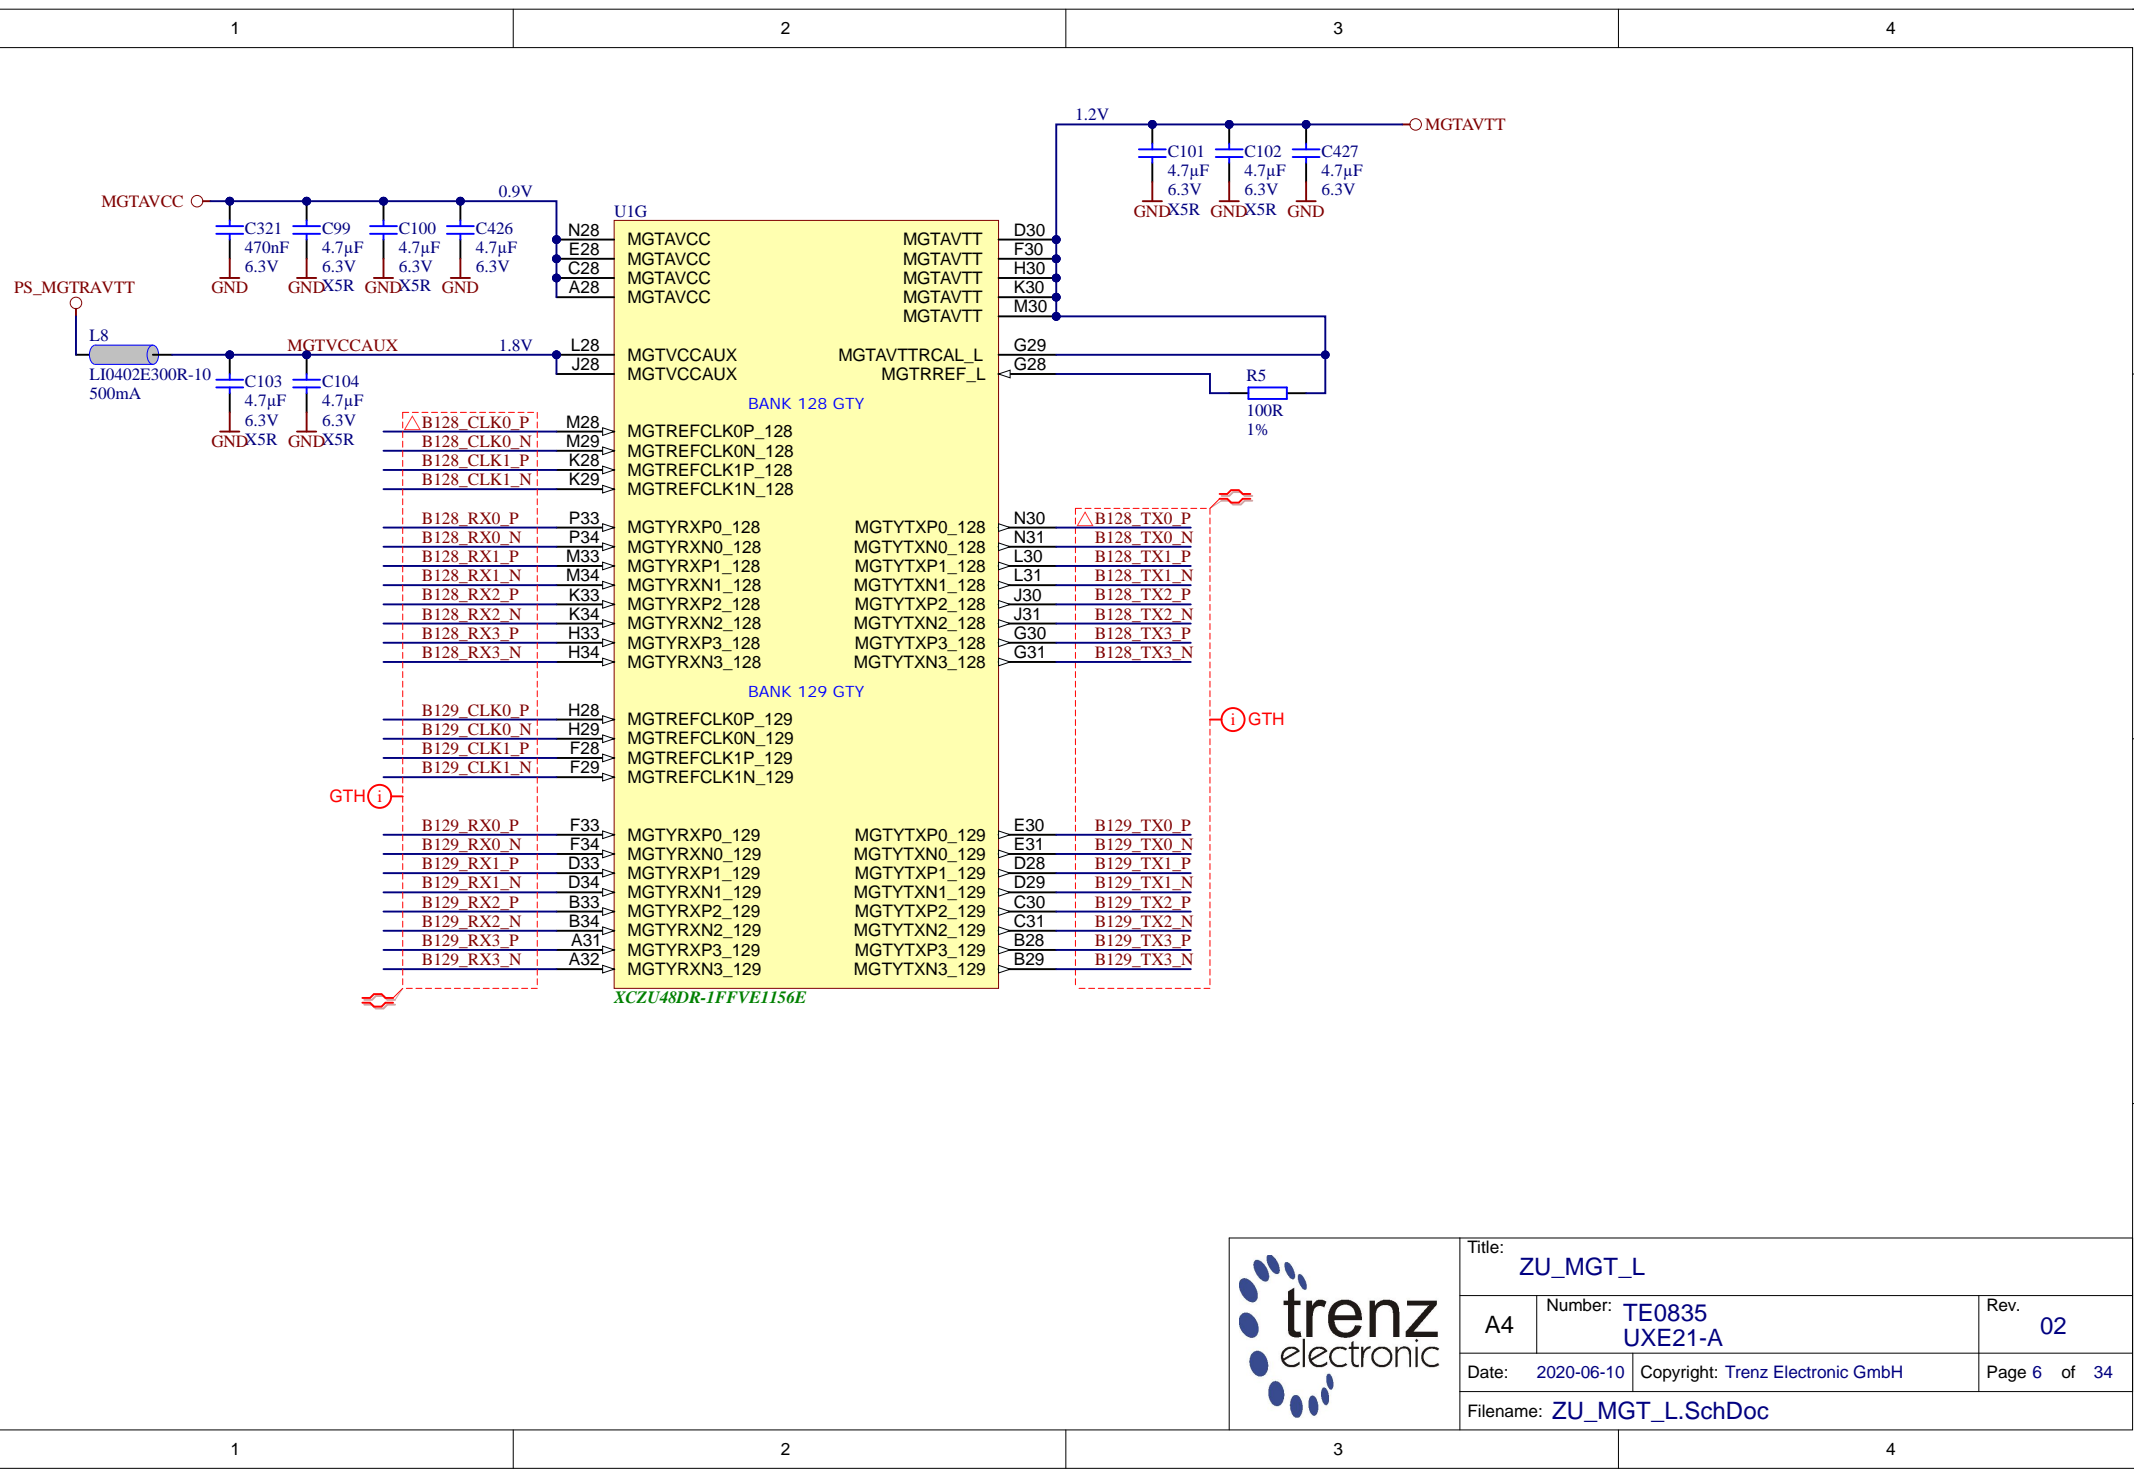 1 2 3 4
1.2V
MGTAVTT
C101 C102 C427
4.7µF 4.7µF 4.7µF
6.3V 6.3V 6.3V
GND X5R GND X5R GND
MGTAVCC 0.9V
C321 C99 C100 C426
470nF 4.7µF 4.7µF 4.7µF
6.3V 6.3V 6.3V 6.3V
GND GND X5R GND X5R GND
PS_MGTRAVTT
L8
LI0402E300R-10
500mA
MGTVCCAUX 1.8V
C103 C104
4.7µF 4.7µF
6.3V 6.3V
GND X5R GND X5R
U1G
N28 MGTAVCC MGTAVTT D30
E28 MGTAVCC MGTAVTT F30
C28 MGTAVCC MGTAVTT H30
A28 MGTAVCC MGTAVTT K30
MGTAVTT M30
L28 MGTVCCAUX MGTAVTTRCAL_L G29
J28 MGTVCCAUX MGTRREF_L G28
R5
100R
1%
BANK 128 GTY
B128_CLK0_P M28 MGTREFCLK0P_128
B128_CLK0_N M29 MGTREFCLK0N_128
B128_CLK1_P K28 MGTREFCLK1P_128
B128_CLK1_N K29 MGTREFCLK1N_128
B128_RX0_P P33 MGTYRXP0_128 MGTYTXP0_128 N30 B128_TX0_P
B128_RX0_N P34 MGTYRXN0_128 MGTYTXN0_128 N31 B128_TX0_N
B128_RX1_P M33 MGTYRXP1_128 MGTYTXP1_128 L30 B128_TX1_P
B128_RX1_N M34 MGTYRXN1_128 MGTYTXN1_128 L31 B128_TX1_N
B128_RX2_P K33 MGTYRXP2_128 MGTYTXP2_128 J30 B128_TX2_P
B128_RX2_N K34 MGTYRXN2_128 MGTYTXN2_128 J31 B128_TX2_N
B128_RX3_P H33 MGTYRXP3_128 MGTYTXP3_128 G30 B128_TX3_P
B128_RX3_N H34 MGTYRXN3_128 MGTYTXN3_128 G31 B128_TX3_N
BANK 129 GTY
B129_CLK0_P H28 MGTREFCLK0P_129
B129_CLK0_N H29 MGTREFCLK0N_129
B129_CLK1_P F28 MGTREFCLK1P_129
B129_CLK1_N F29 MGTREFCLK1N_129
i GTH
GTH i
B129_RX0_P F33 MGTYRXP0_129 MGTYTXP0_129 E30 B129_TX0_P
B129_RX0_N F34 MGTYRXN0_129 MGTYTXN0_129 E31 B129_TX0_N
B129_RX1_P D33 MGTYRXP1_129 MGTYTXP1_129 D28 B129_TX1_P
B129_RX1_N D34 MGTYRXN1_129 MGTYTXN1_129 D29 B129_TX1_N
B129_RX2_P B33 MGTYRXP2_129 MGTYTXP2_129 C30 B129_TX2_P
B129_RX2_N B34 MGTYRXN2_129 MGTYTXN2_129 C31 B129_TX2_N
B129_RX3_P A31 MGTYRXP3_129 MGTYTXP3_129 B28 B129_TX3_P
B129_RX3_N A32 MGTYRXN3_129 MGTYTXN3_129 B29 B129_TX3_N
XCZU48DR-1FFVE1156E
trenz
electronic
Title:
ZU_MGT_L
A4 Number: TE0835
UXE21-A
Rev.
02
Date: 2020-06-10 Copyright: Trenz Electronic GmbH Page 6 of 34
Filename: ZU_MGT_L.SchDoc
1 2 3 4